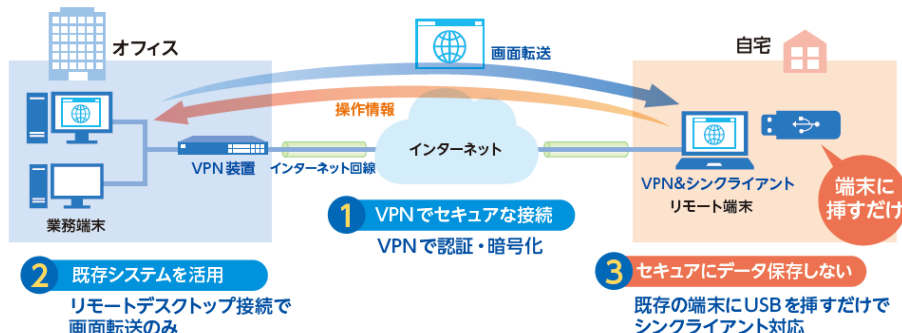 オフィス
画面転送
自宅
操作情報
インターネット
VPN装置
インターネット回線
業務端末
VPN&シンクライアント
リモート端末
端末に
挿すだけ
1 VPNでセキュアな接続
VPNで認証・暗号化
2 既存システムを活用
リモートデスクトップ接続で
画面転送のみ
3 セキュアにデータ保存しない
既存の端末にUSBを挿すだけで
シンクライアント対応